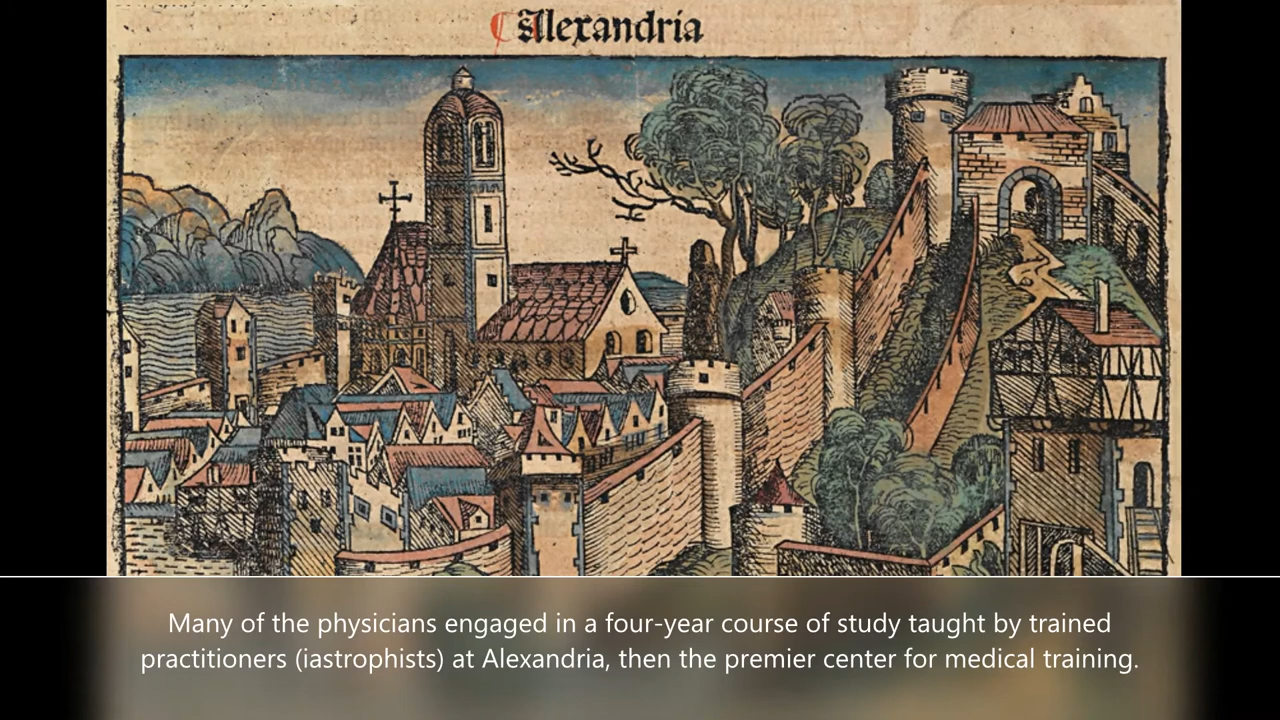 Alexandria
Many of the physicians engaged in a four-year course of study taught by trained
practitioners (iastrophists) at Alexandria, then the premier center for medical training.